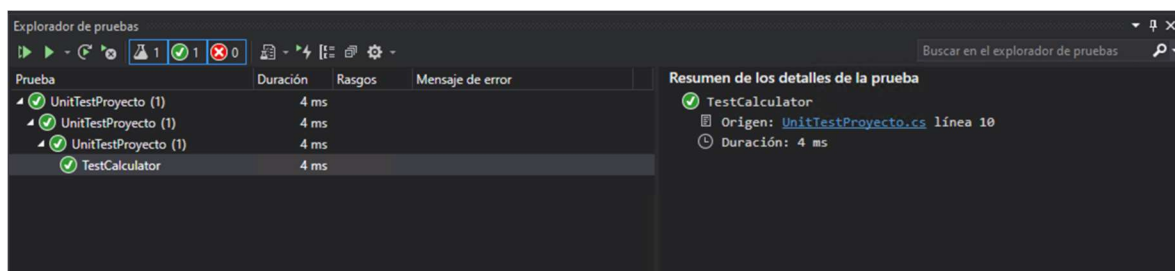 Explorador de pruebas
1 1 0
Buscar en el explorador de pruebas
Prueba Duración Rasgos Mensaje de error
UnitTestProyecto (1) 4 ms
UnitTestProyecto (1) 4 ms
UnitTestProyecto (1) 4 ms
TestCalculator 4 ms
Resumen de los detalles de la prueba
TestCalculator
Origen: UnitTestProyecto.cs línea 10
Duración: 4 ms